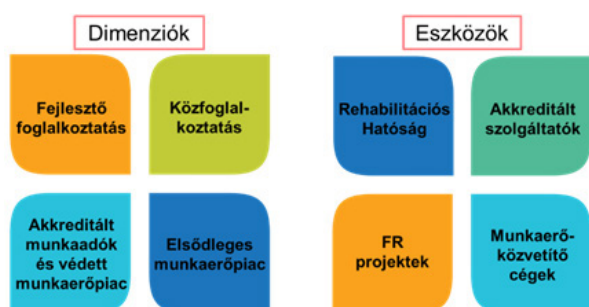 Dimenziók
Fejlesztő
foglalkoztatás
Közfoglal-
koztatás
Akkreditált
munkaadók
és védett
munkaerőpiac
Elsődleges
munkaerőpiac
Eszközök
Rehabilitációs
Hatóság
Akkreditált
szolgáltatók
FR
projektek
Munkaerő-
közvetítő
cégek